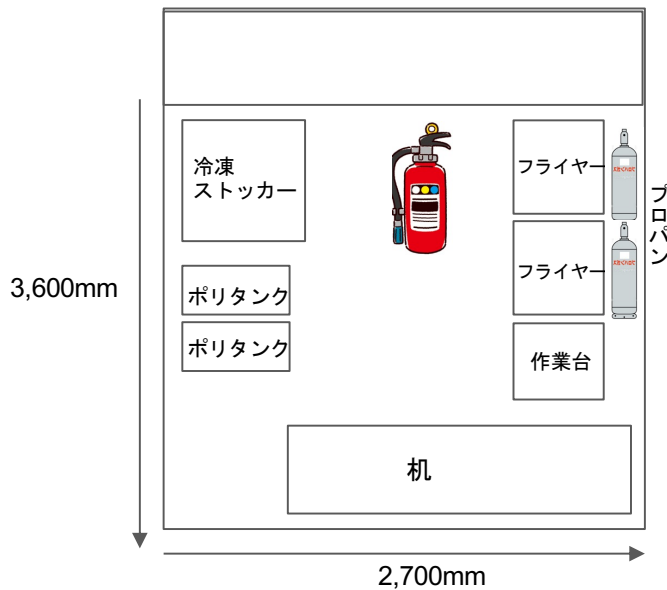 冷凍
ストッカー
フライヤー
フライヤー
プロパン
ポリタンク
ポリタンク
作業台
机
3,600mm
2,700mm